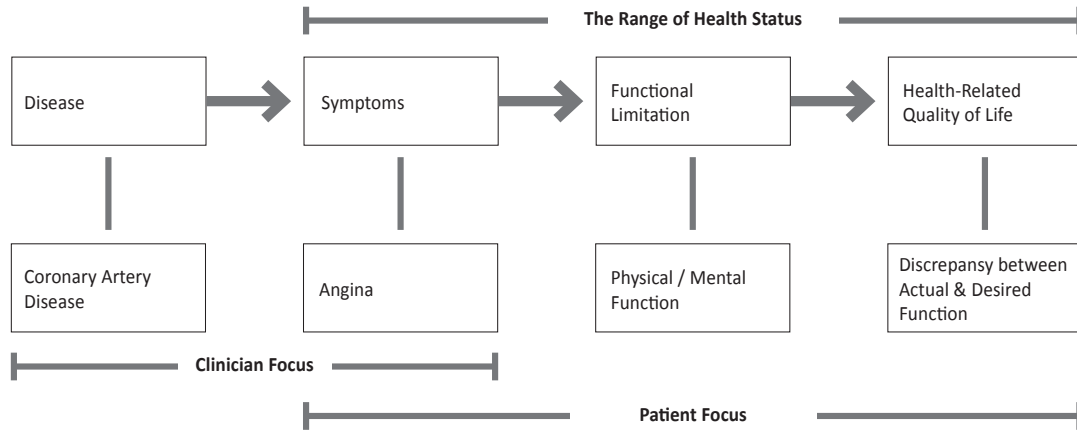 The Range of Health Status
Disease
Symptoms
Functional
Limitation
Health-Related
Quality of Life
Coronary Artery
Disease
Angina
Physical / Mental
Function
Discrepansy between
Actual & Desired
Function
Clinician Focus
Patient Focus